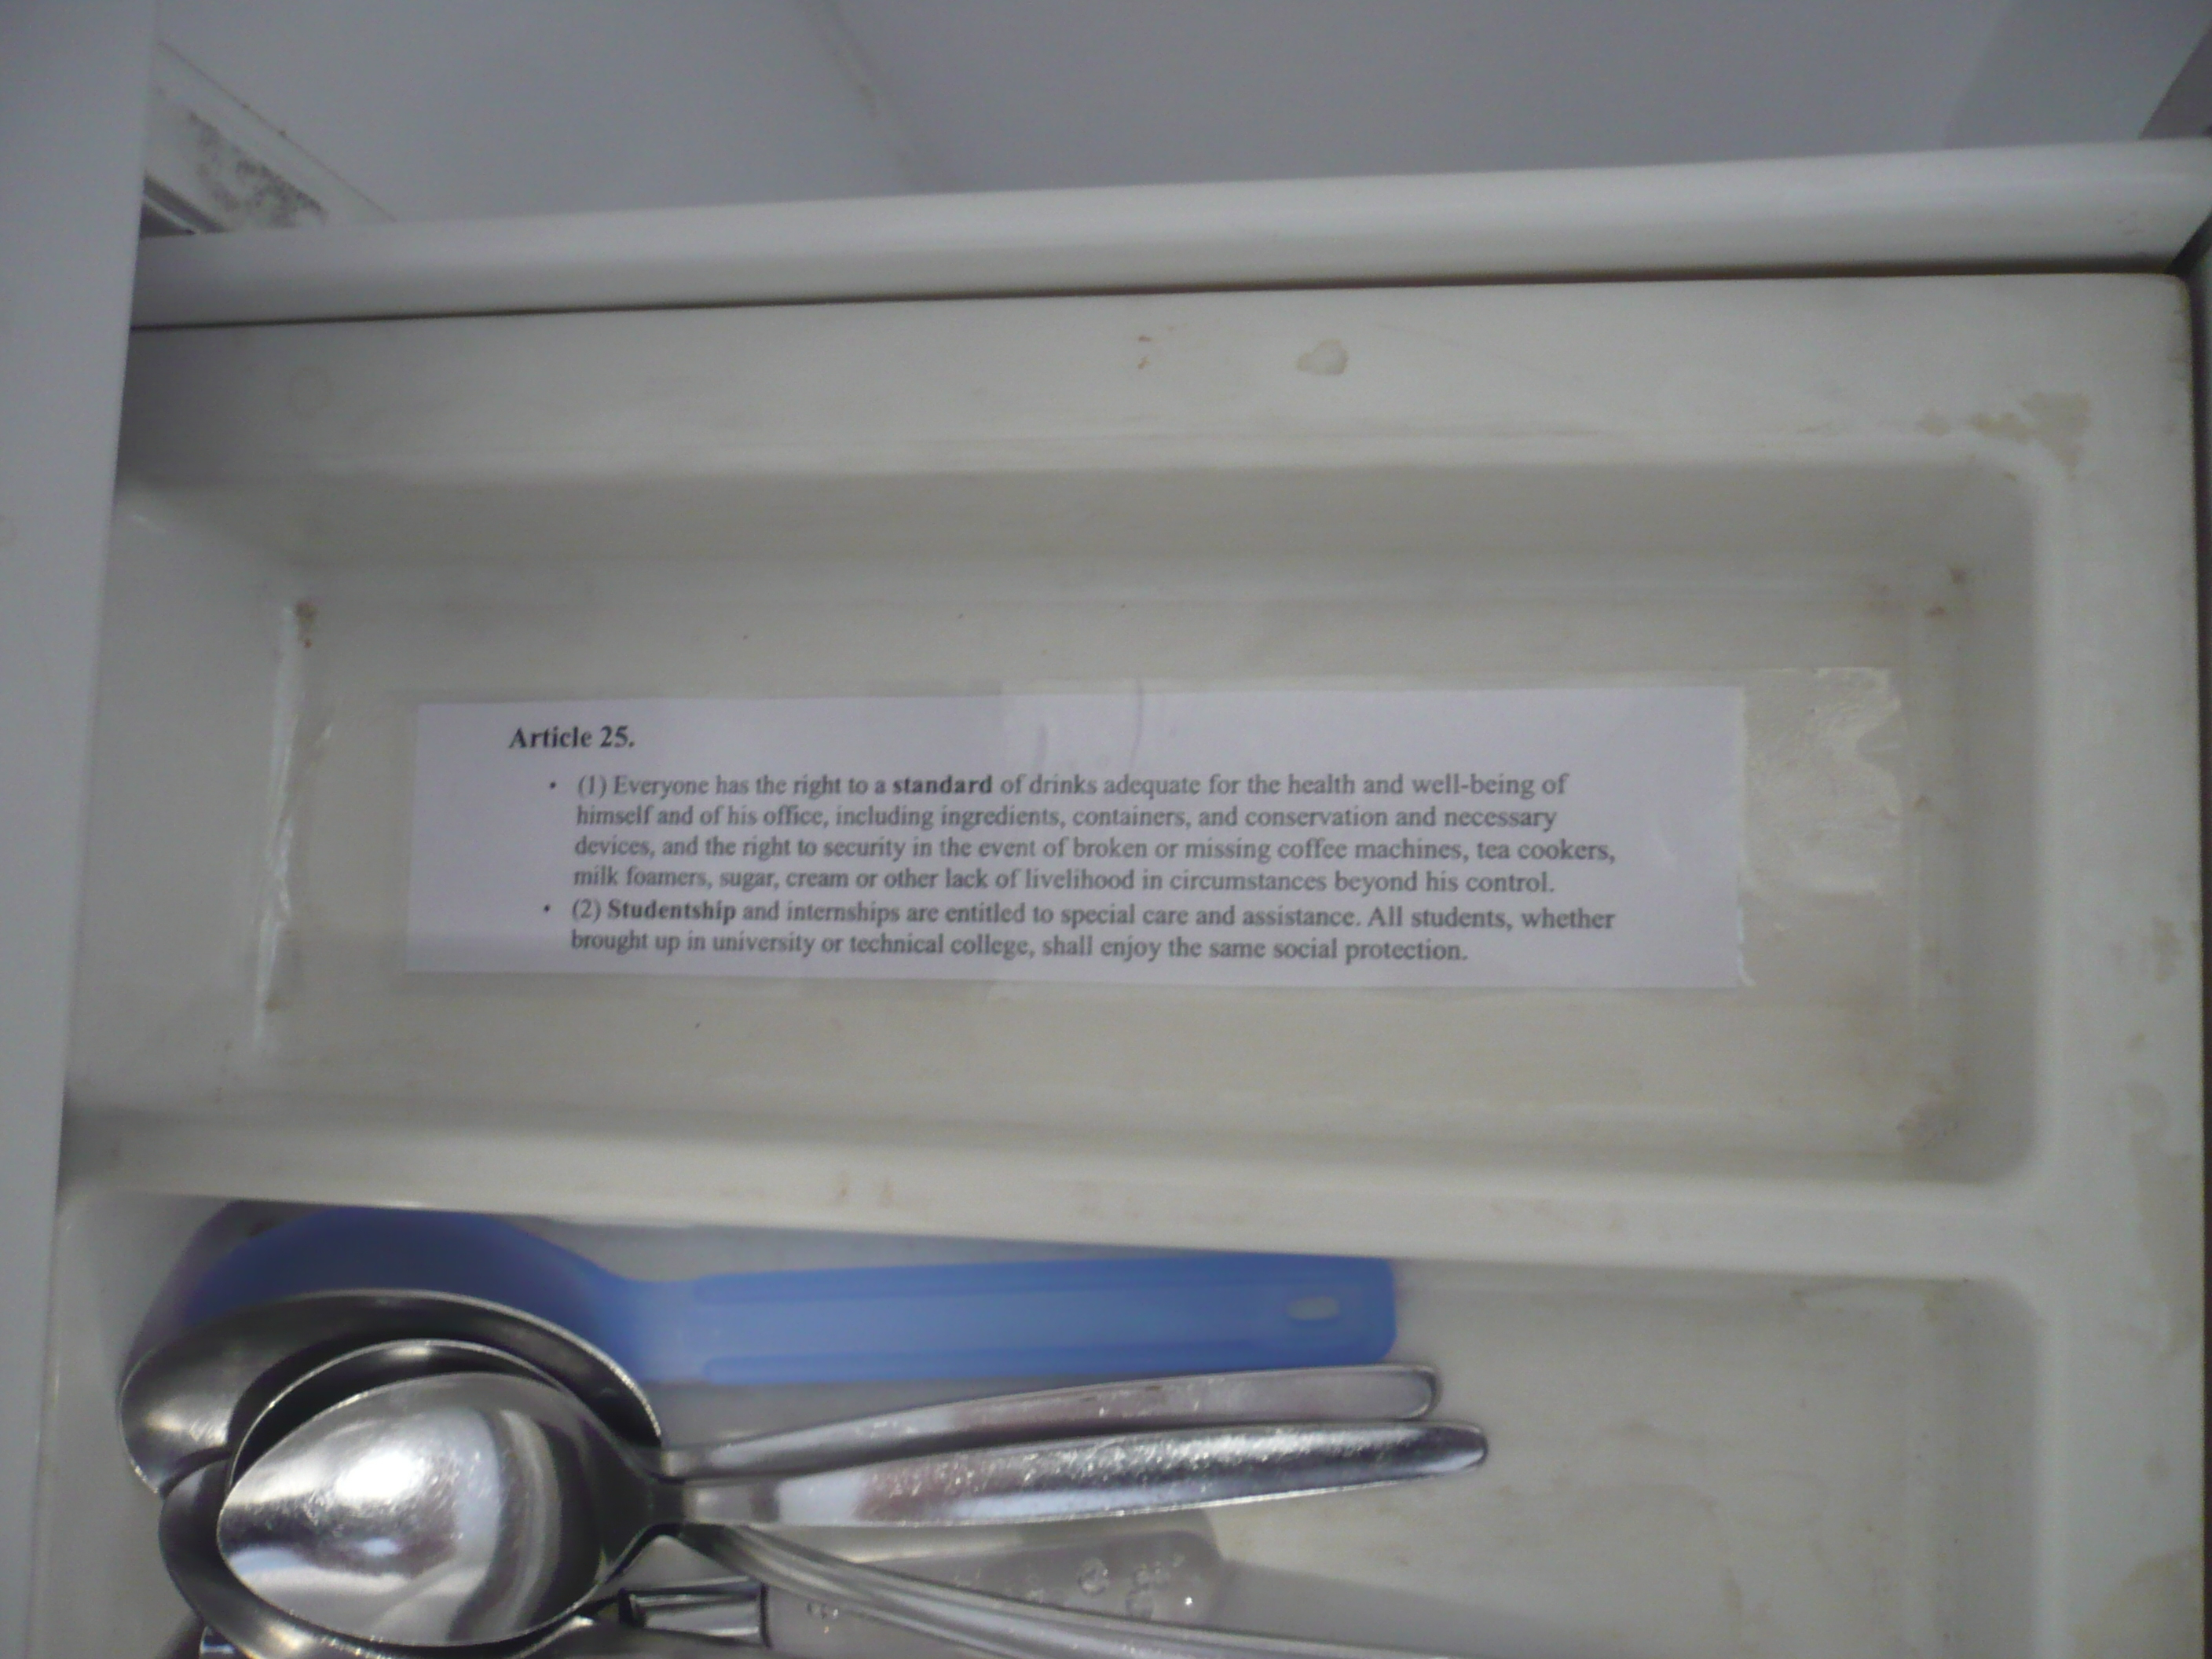 Article 25.
• (1) Everyone has the right to a standard of drinks adequate for the health and well-being of
himself and of his office, including ingredients, containers, and conservation and necessary
devices, and the right to security in the event of broken or missing coffee machines, tea cookers,
milk foamers, sugar, cream or other lack of livelihood in circumstances beyond his control.
• (2) Studentship and internships are entitled to special care and assistance. All students, whether
brought up in university or technical college, shall enjoy the same social protection.